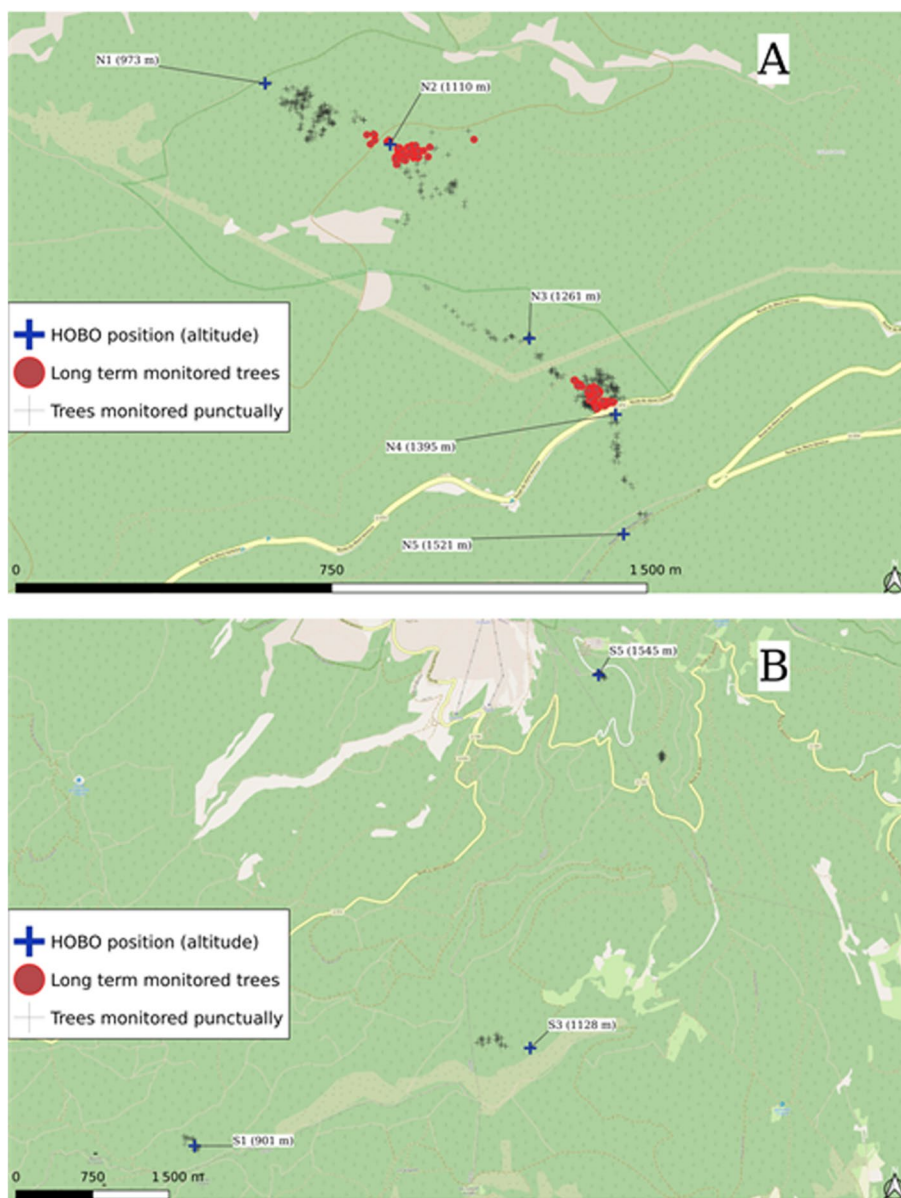 A
N1 (973 m)
N2 (1110 m)
N3 (1261 m)
HOBO position (altitude)
Long term monitored trees
Trees monitored punctually
N4 (1395 m)
N5 (1521 m)
0 750 1 500 m
B
S5 (1545 m)
HOBO position (altitude)
Long term monitored trees
Trees monitored punctually
S3 (1128 m)
S1 (901 m)
0 750 1 500 m